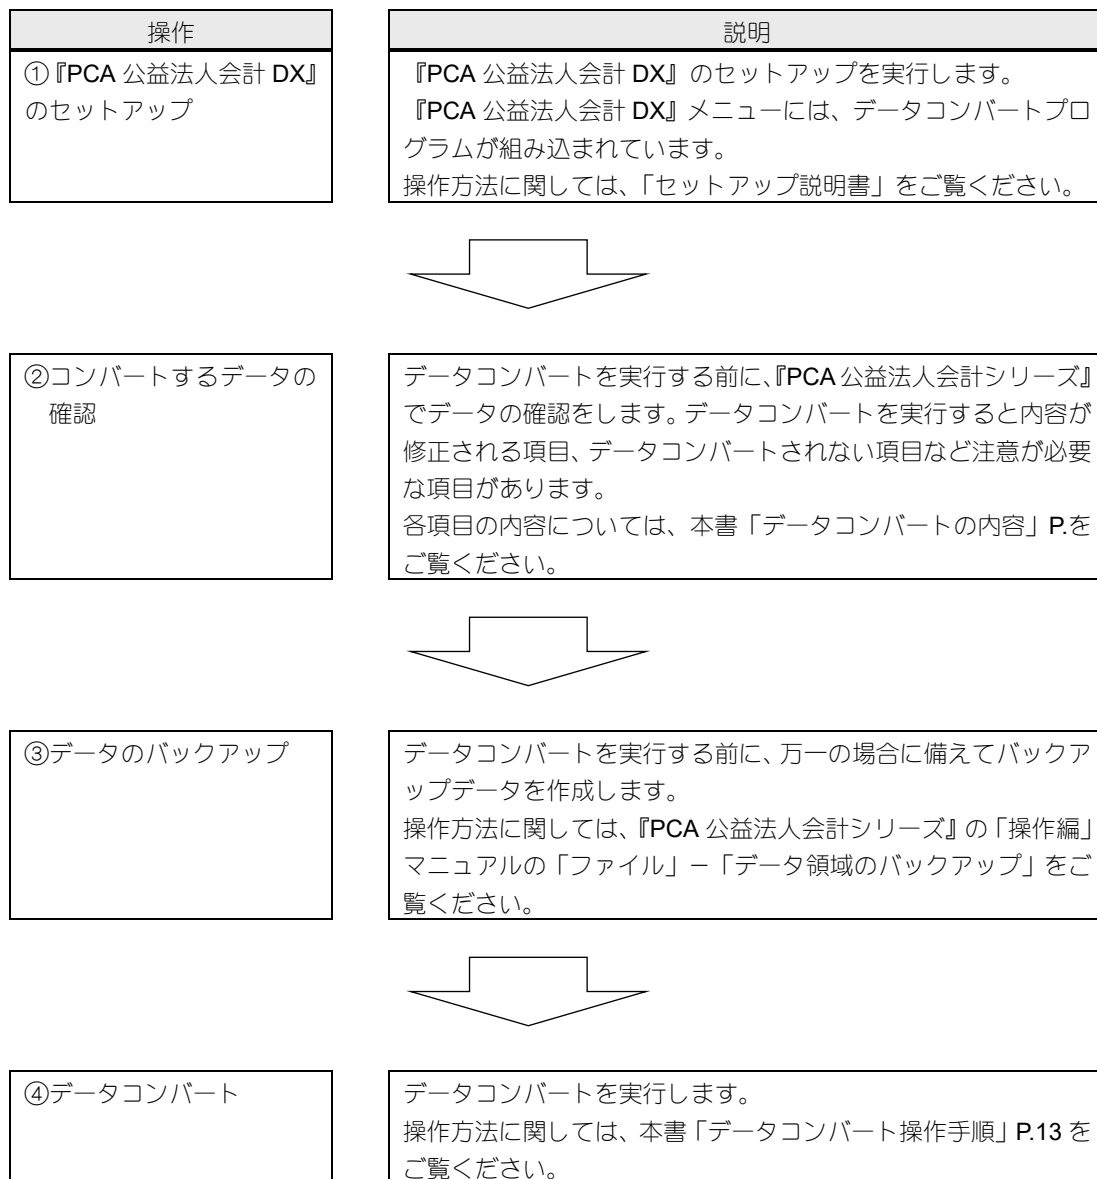 操作
説明
①『PCA 公益法人会計 DX』
のセットアップ
『PCA 公益法人会計 DX』のセットアップを実行します。
『PCA 公益法人会計 DX』メニューには、データコンバートプロ
グラムが組み込まれています。
操作方法に関しては、「セットアップ説明書」をご覧ください。
②コンバートするデータの
確認
データコンバートを実行する前に、『PCA 公益法人会計シリーズ』
でデータの確認をします。データコンバートを実行すると内容が
修正される項目、データコンバートされない項目など注意が必要
な項目があります。
各項目の内容については、本書「データコンバートの内容」P.を
ご覧ください。
③データのバックアップ
データコンバートを実行する前に、万一の場合に備えてバックア
ップデータを作成します。
操作方法に関しては、『PCA 公益法人会計シリーズ』の「操作編」
マニュアルの「ファイル」－「データ領域のバックアップ」をご
覧ください。
④データコンバート
データコンバートを実行します。
操作方法に関しては、本書「データコンバート操作手順」P.13 を
ご覧ください。